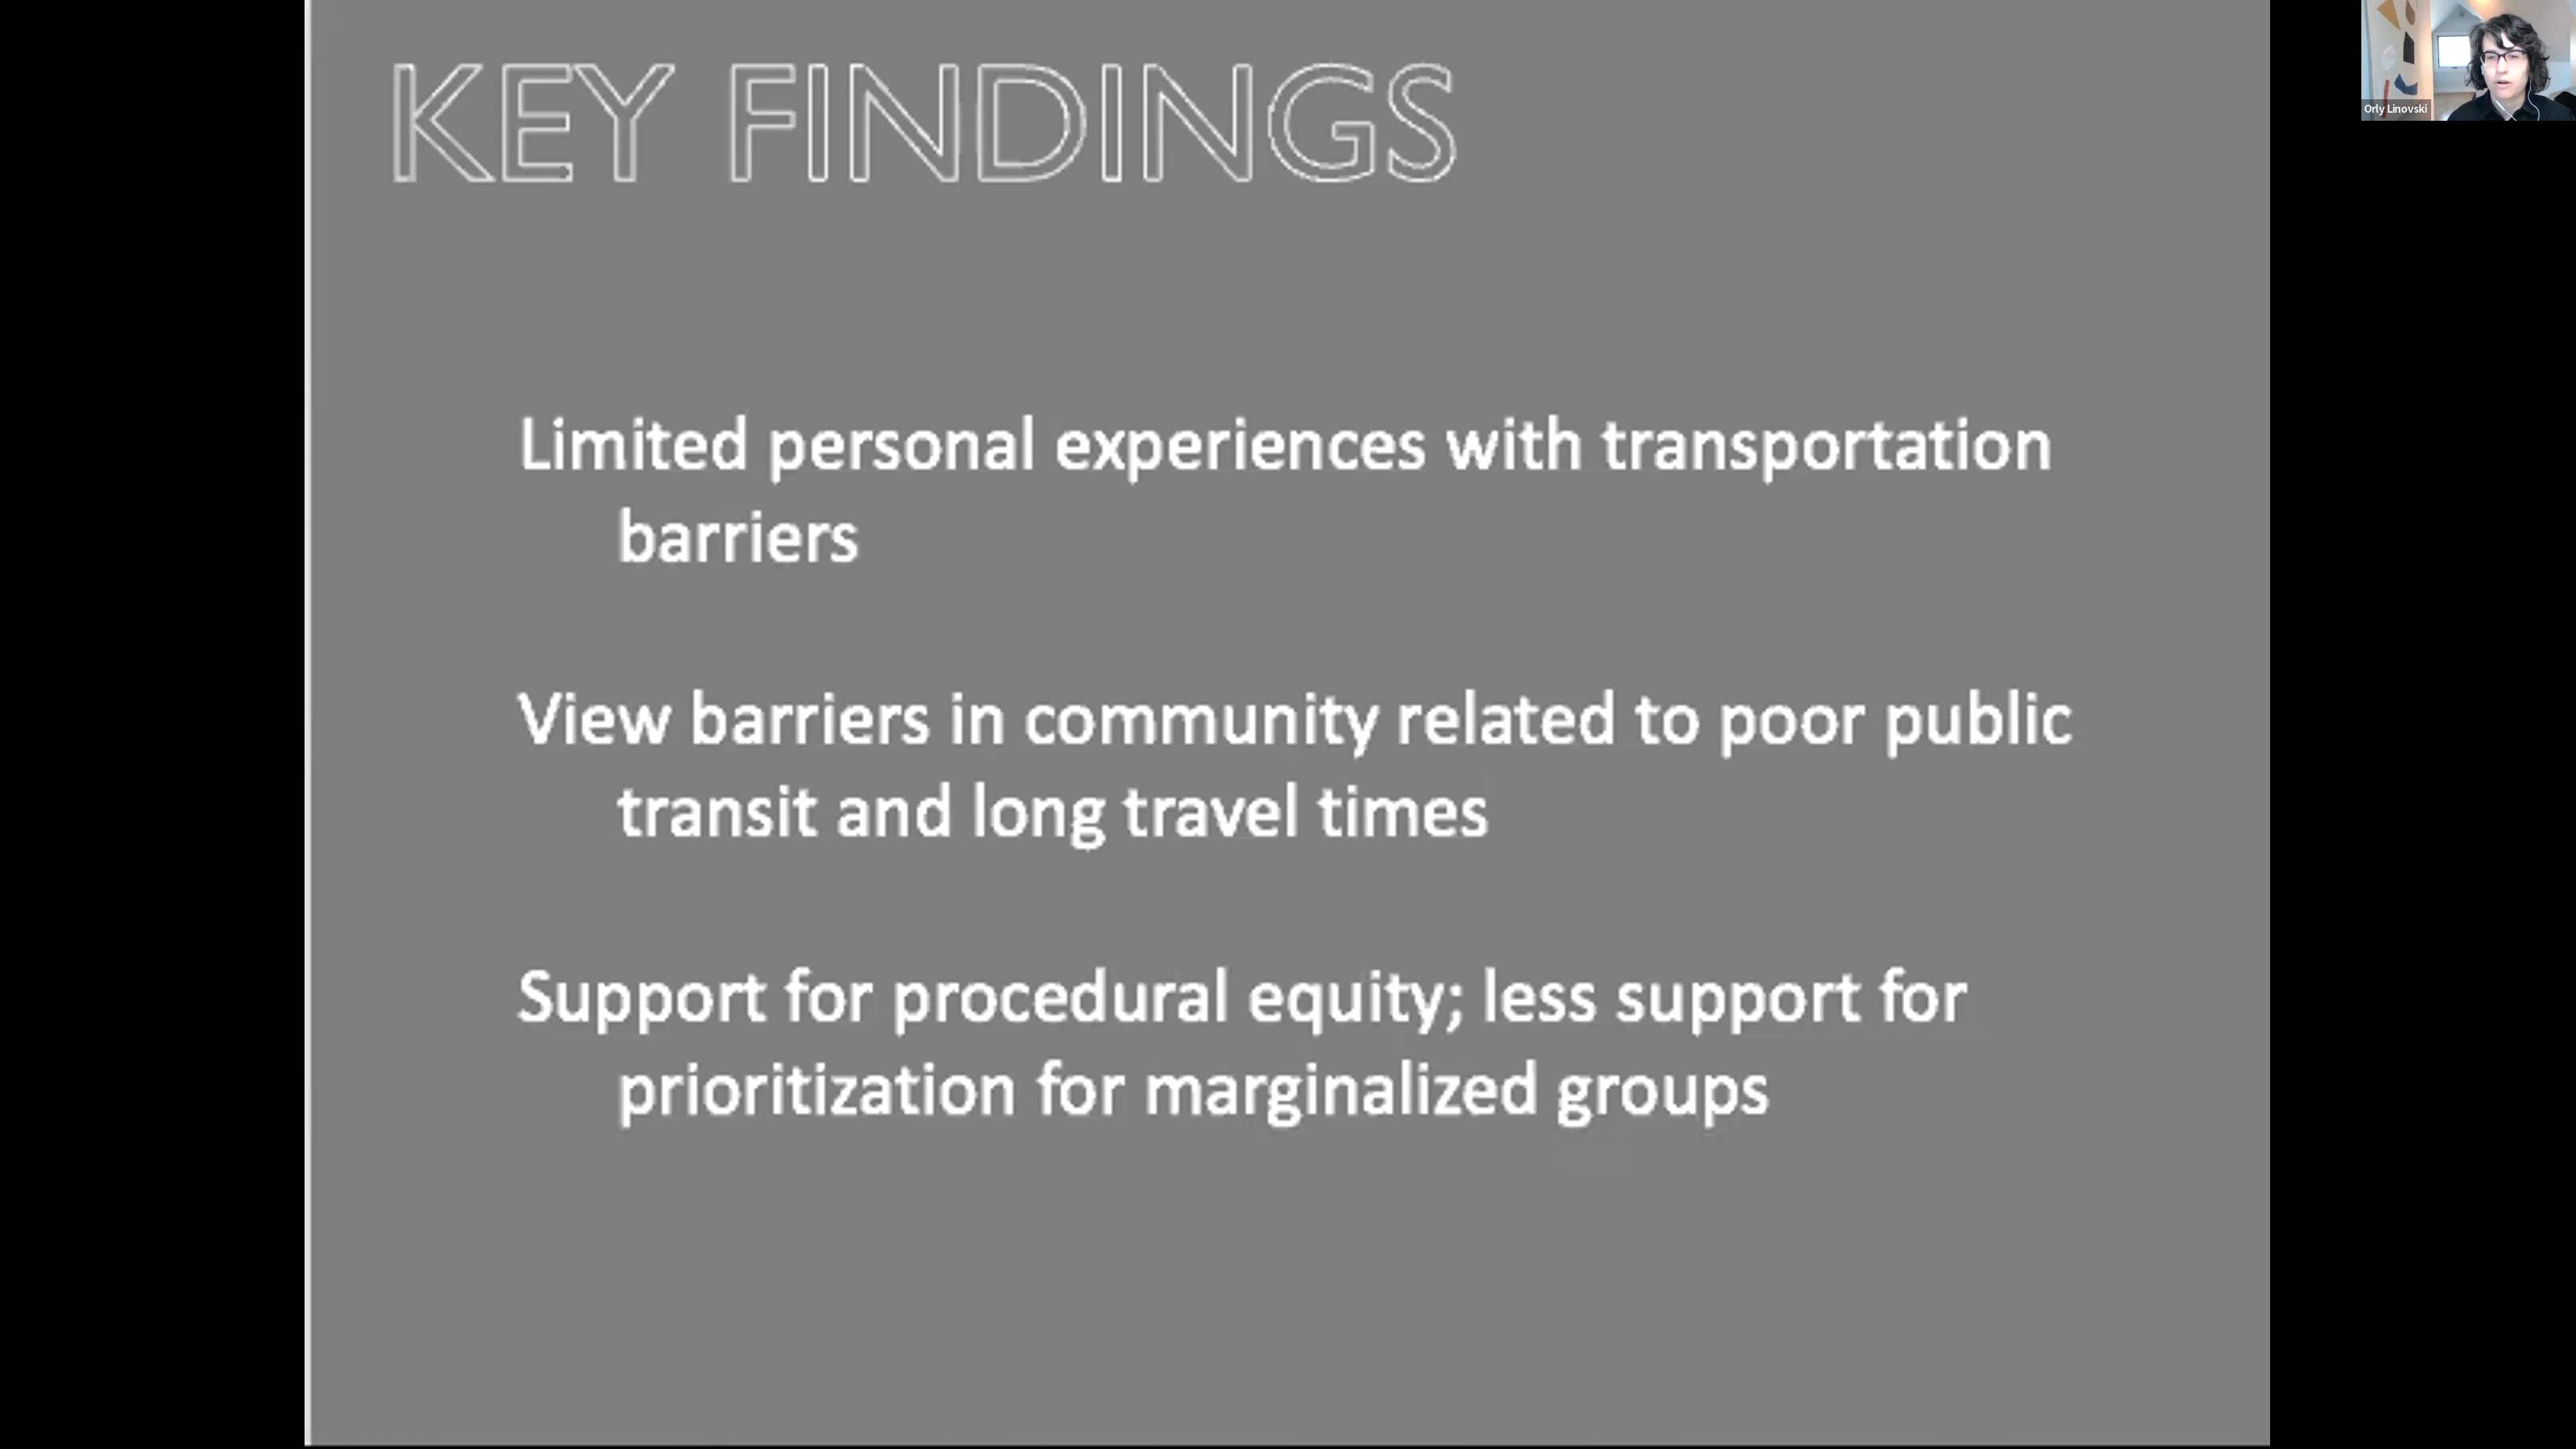 KEY FINDINGS
Limited personal experiences with transportation
barriers
View barriers in community related to poor public
transit and long travel times
Support for procedural equity; less support for
prioritization for marginalized groups
Orly Linovski